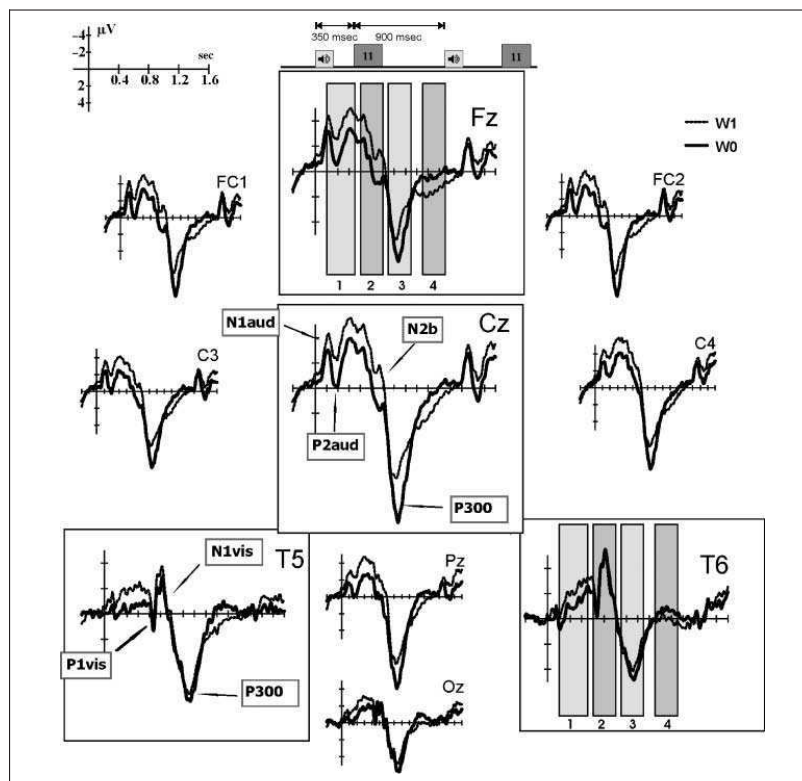 μV
-4
-2
2
4
sec
0.4 0.8 1.2 1.6
350 msec 900 msec
11 11
Fz
W1
W0
FC1
FC2
1 2 3 4
N1aud
N2b
Cz
C3
C4
P2aud
P300
N1vis
T5
Pz
T6
P1vis
P300
Oz
1 2 3 4